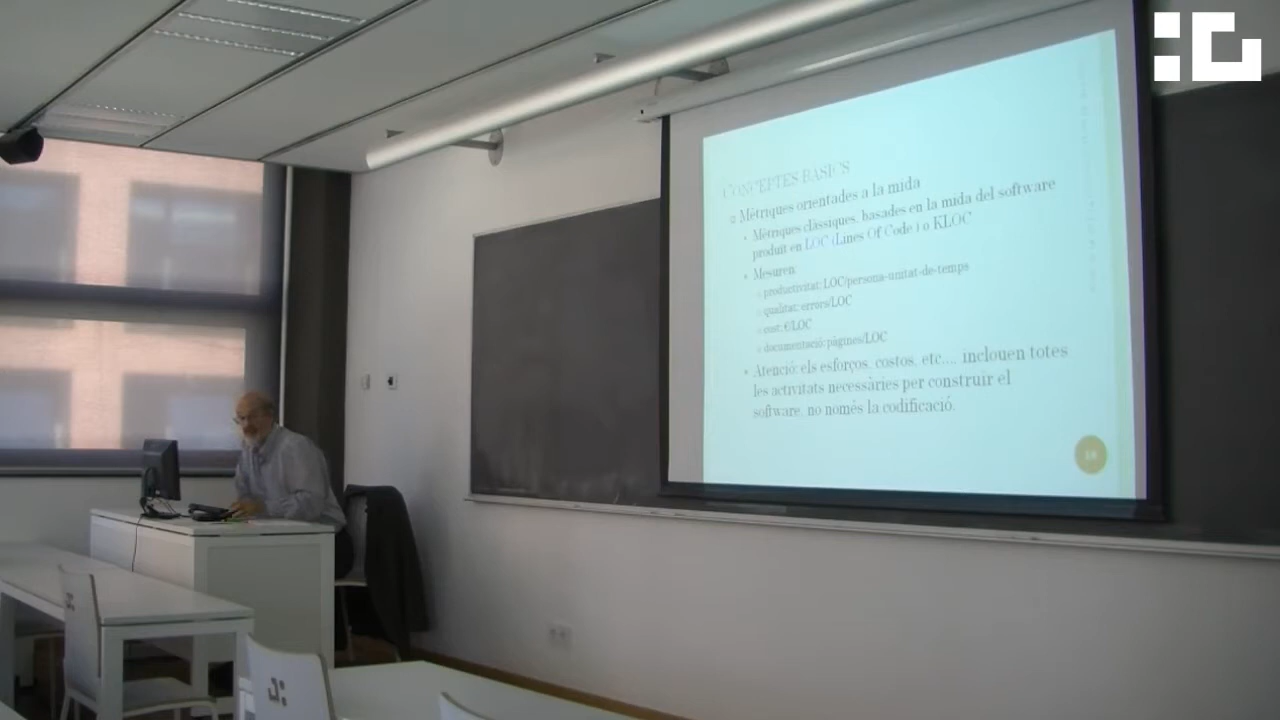 CONCEPTES BÀSICS
Mètriques orientades a la mida
Mètriques clàssiques, basades en la mida del software
produït en LOC (Lines Of Code ) o KLOC
Mesuren
productivitat: LOC/persona-unitat-de-temps
qualitat: errors/LOC
cost: €/LOC
documentació: pàgines/LOC
Atenció: els esforços, costos, etc..., inclouen totes
les activitats necessàries per construir el
software, no només la codificació.